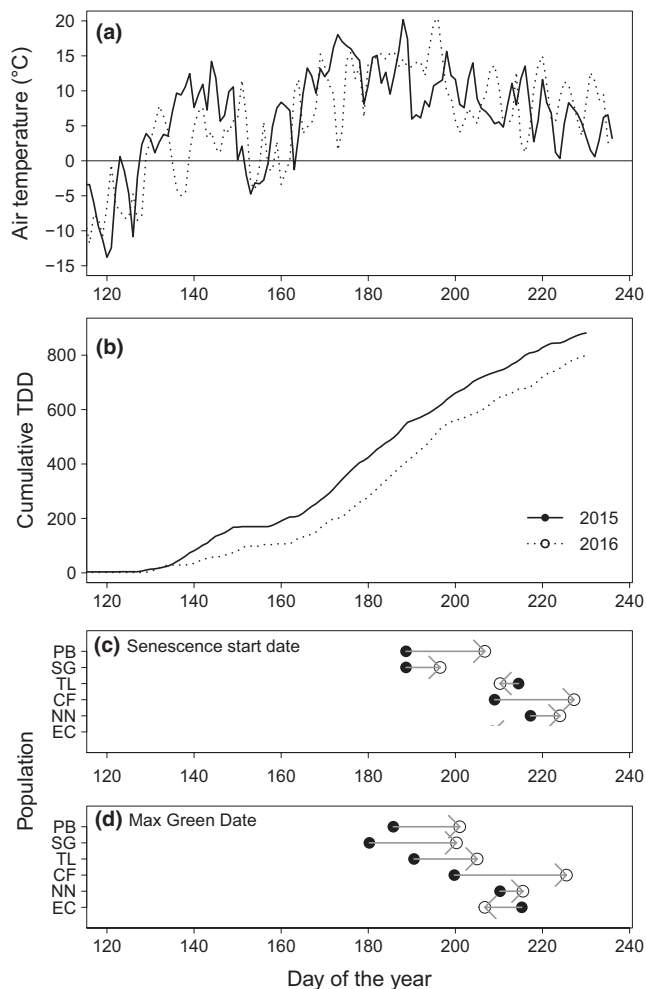 (a)
Air temperature (°C)
20
15
10
5
0
−5
−10
−15
120 140 160 180 200 220 240
(b)
Cumulative TDD
800
600
400
200
0
2015
2016
120 140 160 180 200 220 240
(c) Senescence start date
Population
PB
SG
TL
CF
NN
EC
120 140 160 180 200 220 240
(d) Max Green Date
PB
SG
TL
CF
NN
EC
120 140 160 180 200 220 240
Day of the year